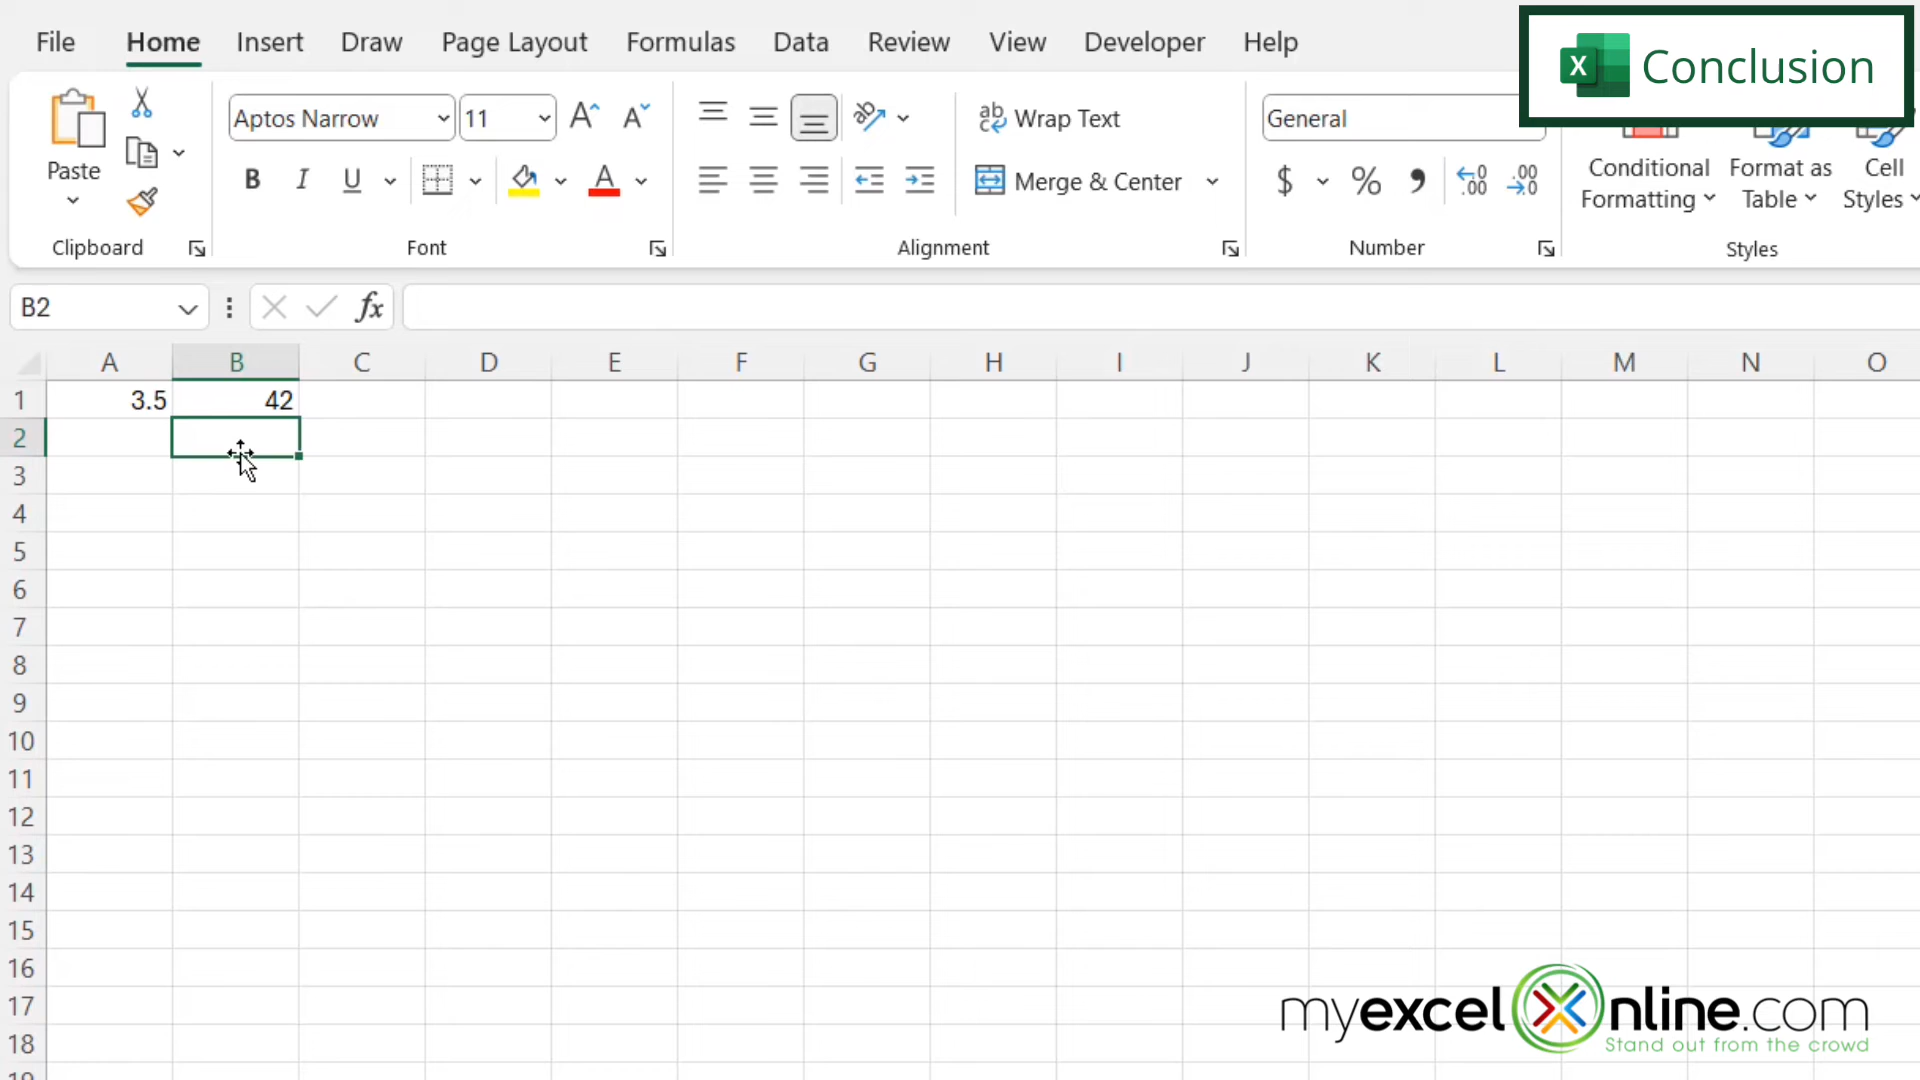 File Home Insert Draw Page Layout Formulas Data Review View Developer Help
Conclusion
Paste
Clipboard
Aptos Narrow 11
B I U
Font
Wrap Text
Merge & Center
Alignment
General
$ % , .00 .00
Number
Conditional Formatting
Format as Table
Cell Styles
Styles
B2
fx
A B C D E F G H I J K L M N O
1 3.5 42
2
3
4
5
6
7
8
9
10
11
12
13
14
15
16
17
18
myexcelonline.com
Stand out from the crowd